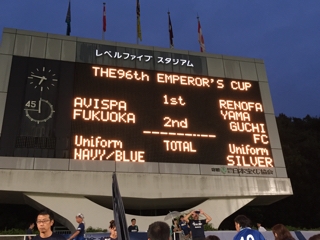 レベルファイブ スタジアム
THE96th EMPEROR'S CUP
AVISPA 1st RENOFA
FUKUOKA YAMA
2nd GUCHI
FC
Uniform TOTAL Uniform
NAVY/BLUE SILVER
45